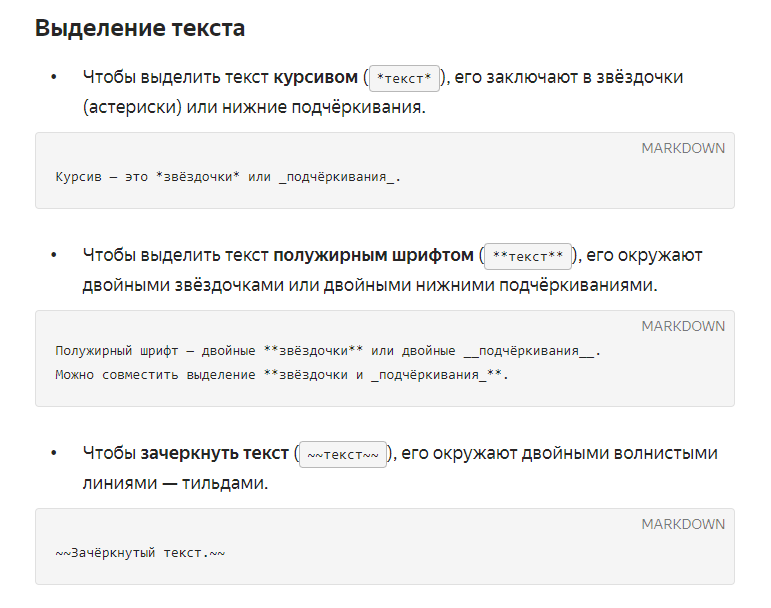 Выделение текста
• Чтобы выделить текст курсивом (*текст*), его заключают в звёздочки
(астериски) или нижние подчёркивания.
MARKDOWN
Курсив — это *звёздочки* или _подчёркивания_.
• Чтобы выделить текст полужирным шрифтом (**текст**), его окружают
двойными звёздочками или двойными нижними подчёркиваниями.
MARKDOWN
Полужирный шрифт — двойные **звёздочки** или двойные __подчёркивания__.
Можно совместить выделение **звёздочки и _подчёркивания_**.
• Чтобы зачеркнуть текст (~~текст~~), его окружают двойными волнистыми
линиями — тильдами.
MARKDOWN
~~Зачёркнутый текст.~~